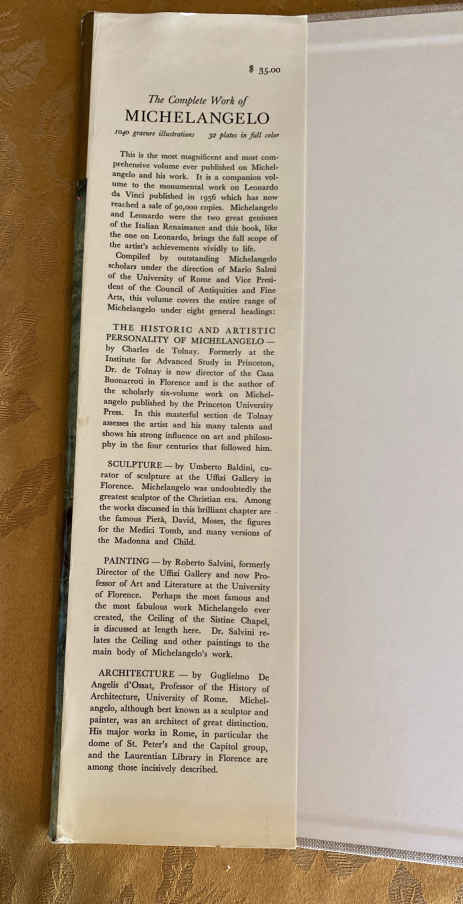 $ 35.00
The Complete Work of
MICHELANGELO
1040 gravure illustrations 32 plates in full color
This is the most magnificent and most com-
prehensive volume ever published on Michel-
angelo and his work. It is a companion vol-
ume to the monumental work on Leonardo
da Vinci published in 1956 which has now
reached a sale of 90,000 copies. Michelangelo
and Leonardo were the two great geniuses
of the Italian Renaissance and this book, like
the one on Leonardo, brings the full scope of
the artist's achievements vividly to life.
Compiled by outstanding Michelangelo
scholars under the direction of Mario Salmi
of the University of Rome and Vice Presi-
dent of the Council of Antiquities and Fine
Arts, this volume covers the entire range of
Michelangelo under eight general headings:
THE HISTORIC AND ARTISTIC
PERSONALITY OF MICHELANGELO —
by Charles de Tolnay. Formerly at the
Institute for Advanced Study in Princeton,
Dr. de Tolnay is now director of the Casa
Buonarroti in Florence and is the author of
the scholarly six-volume work on Michel-
angelo published by the Princeton University
Press. In this masterful section de Tolnay
assesses the artist and his many talents and
shows his strong influence on art and philoso-
phy in the four centuries that followed him.
SCULPTURE — by Umberto Baldini, cu-
rator of sculpture at the Uffizi Gallery in
Florence. Michelangelo was undoubtedly the
greatest sculptor of the Christian era. Among
the works discussed in this brilliant chapter are
the famous Pietà, David, Moses, the figures
for the Medici Tomb, and many versions of
the Madonna and Child.
PAINTING — by Roberto Salvini, formerly
Director of the Uffizi Gallery and now Pro-
fessor of Art and Literature at the University
of Florence. Perhaps the most famous and
the most fabulous work Michelangelo ever
created, the Ceiling of the Sistine Chapel,
is discussed at length here. Dr. Salvini re-
lates the Ceiling and other paintings to the
main body of Michelangelo's work.
ARCHITECTURE — by Guglielmo De
Angelis d'Ossat, Professor of the History of
Architecture, University of Rome. Michel-
angelo, although best known as a sculptor and
painter, was an architect of great distinction.
His major works in Rome, in particular the
dome of St. Peter's and the Capitol group,
and the Laurentian Library in Florence are
among those incisively described.